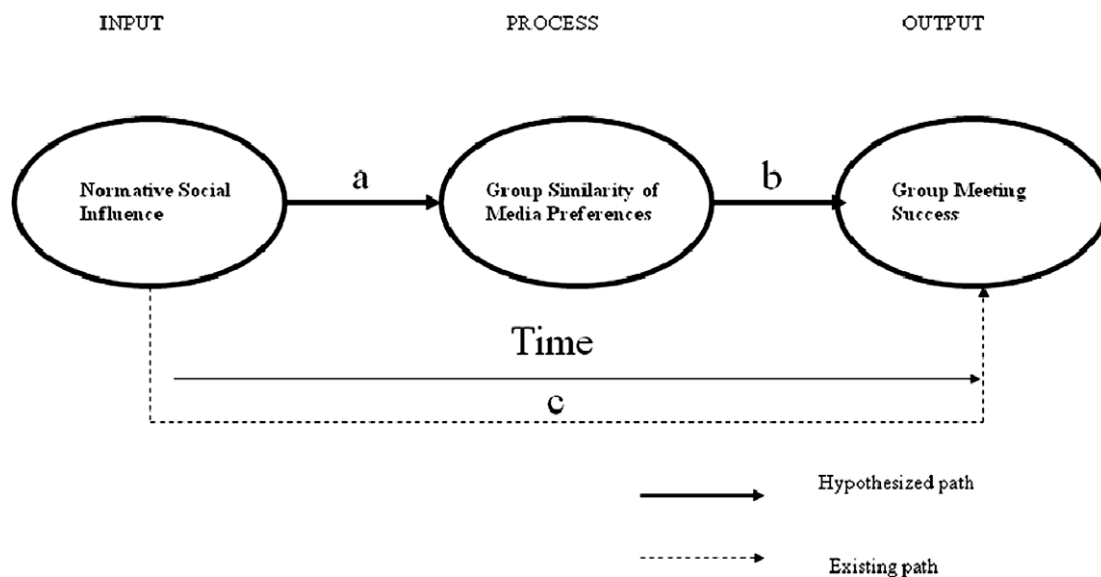 INPUT
PROCESS
OUTPUT
Normative Social
Influence
a
Group Similarity of
Media Preferences
b
Group Meeting
Success
Time
c
Hypothesized path
Existing path